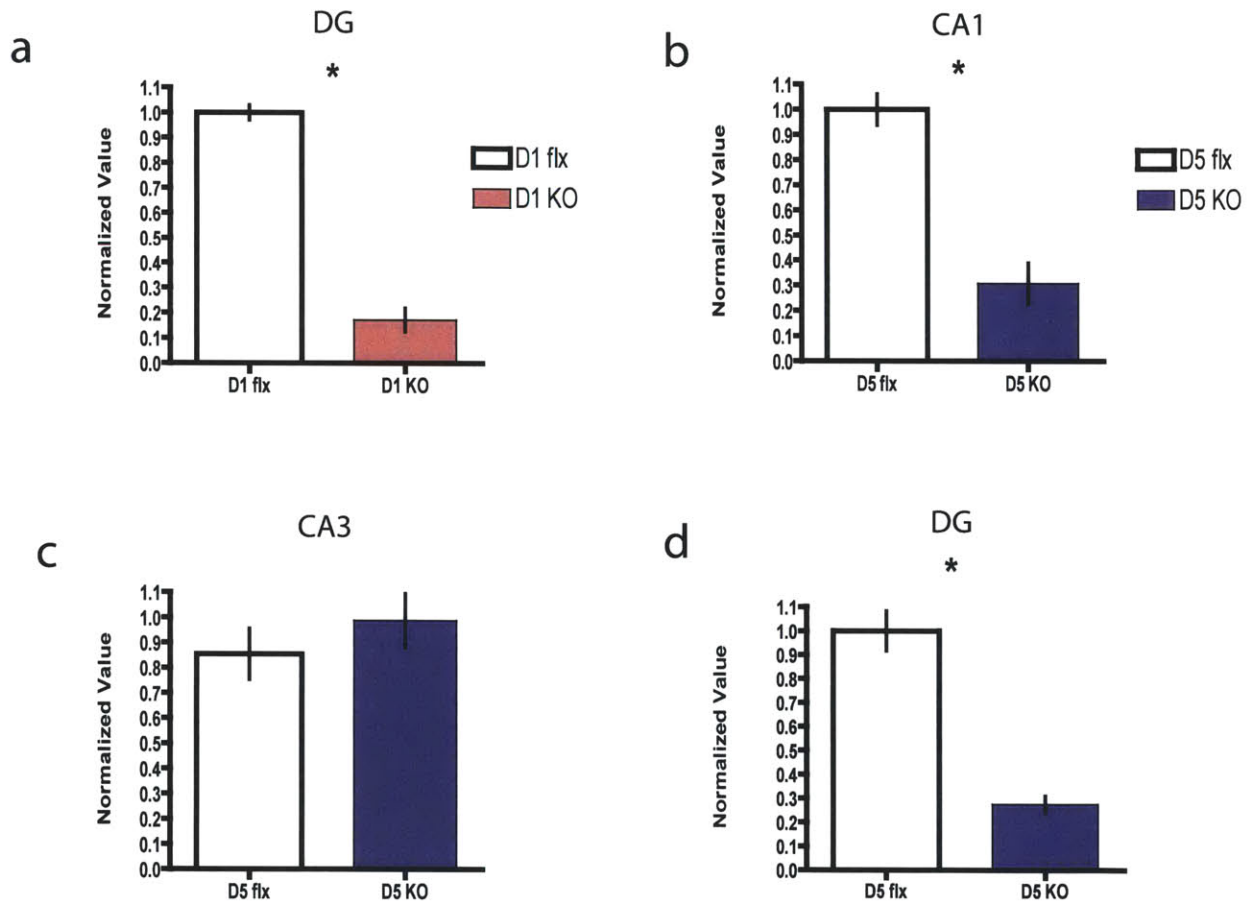 a
DG
*
1.1
1.0
0.9
0.8
0.7
0.6
0.5
0.4
0.3
0.2
0.1
0.0
Normalized Value
D1 flx
D1 KO
D1 flx
D1 KO
b
CA1
*
1.1
1.0
0.9
0.8
0.7
0.6
0.5
0.4
0.3
0.2
0.1
0.0
Normalized Value
D5 flx
D5 KO
D5 flx
D5 KO
c
CA3
1.1
1.0
0.9
0.8
0.7
0.6
0.5
0.4
0.3
0.2
0.1
0.0
Normalized Value
D5 flx
D5 KO
d
DG
*
1.1
1.0
0.9
0.8
0.7
0.6
0.5
0.4
0.3
0.2
0.1
0.0
Normalized Value
D5 flx
D5 KO